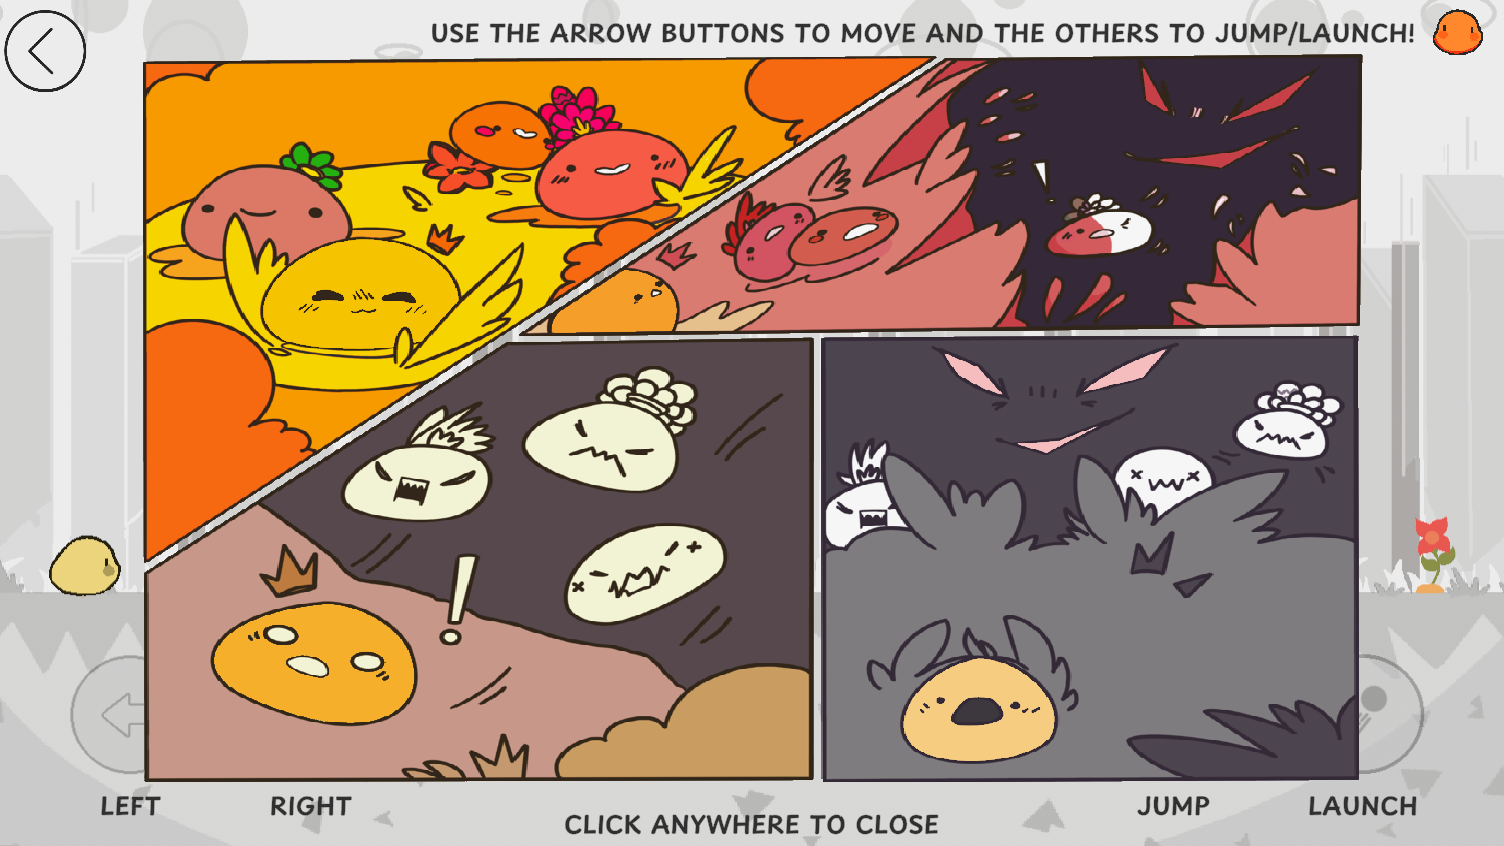 USE THE ARROW BUTTONS TO MOVE AND THE OTHERS TO JUMP/LAUNCH!
!
!
LEFT
RIGHT
JUMP
LAUNCH
CLICK ANYWHERE TO CLOSE